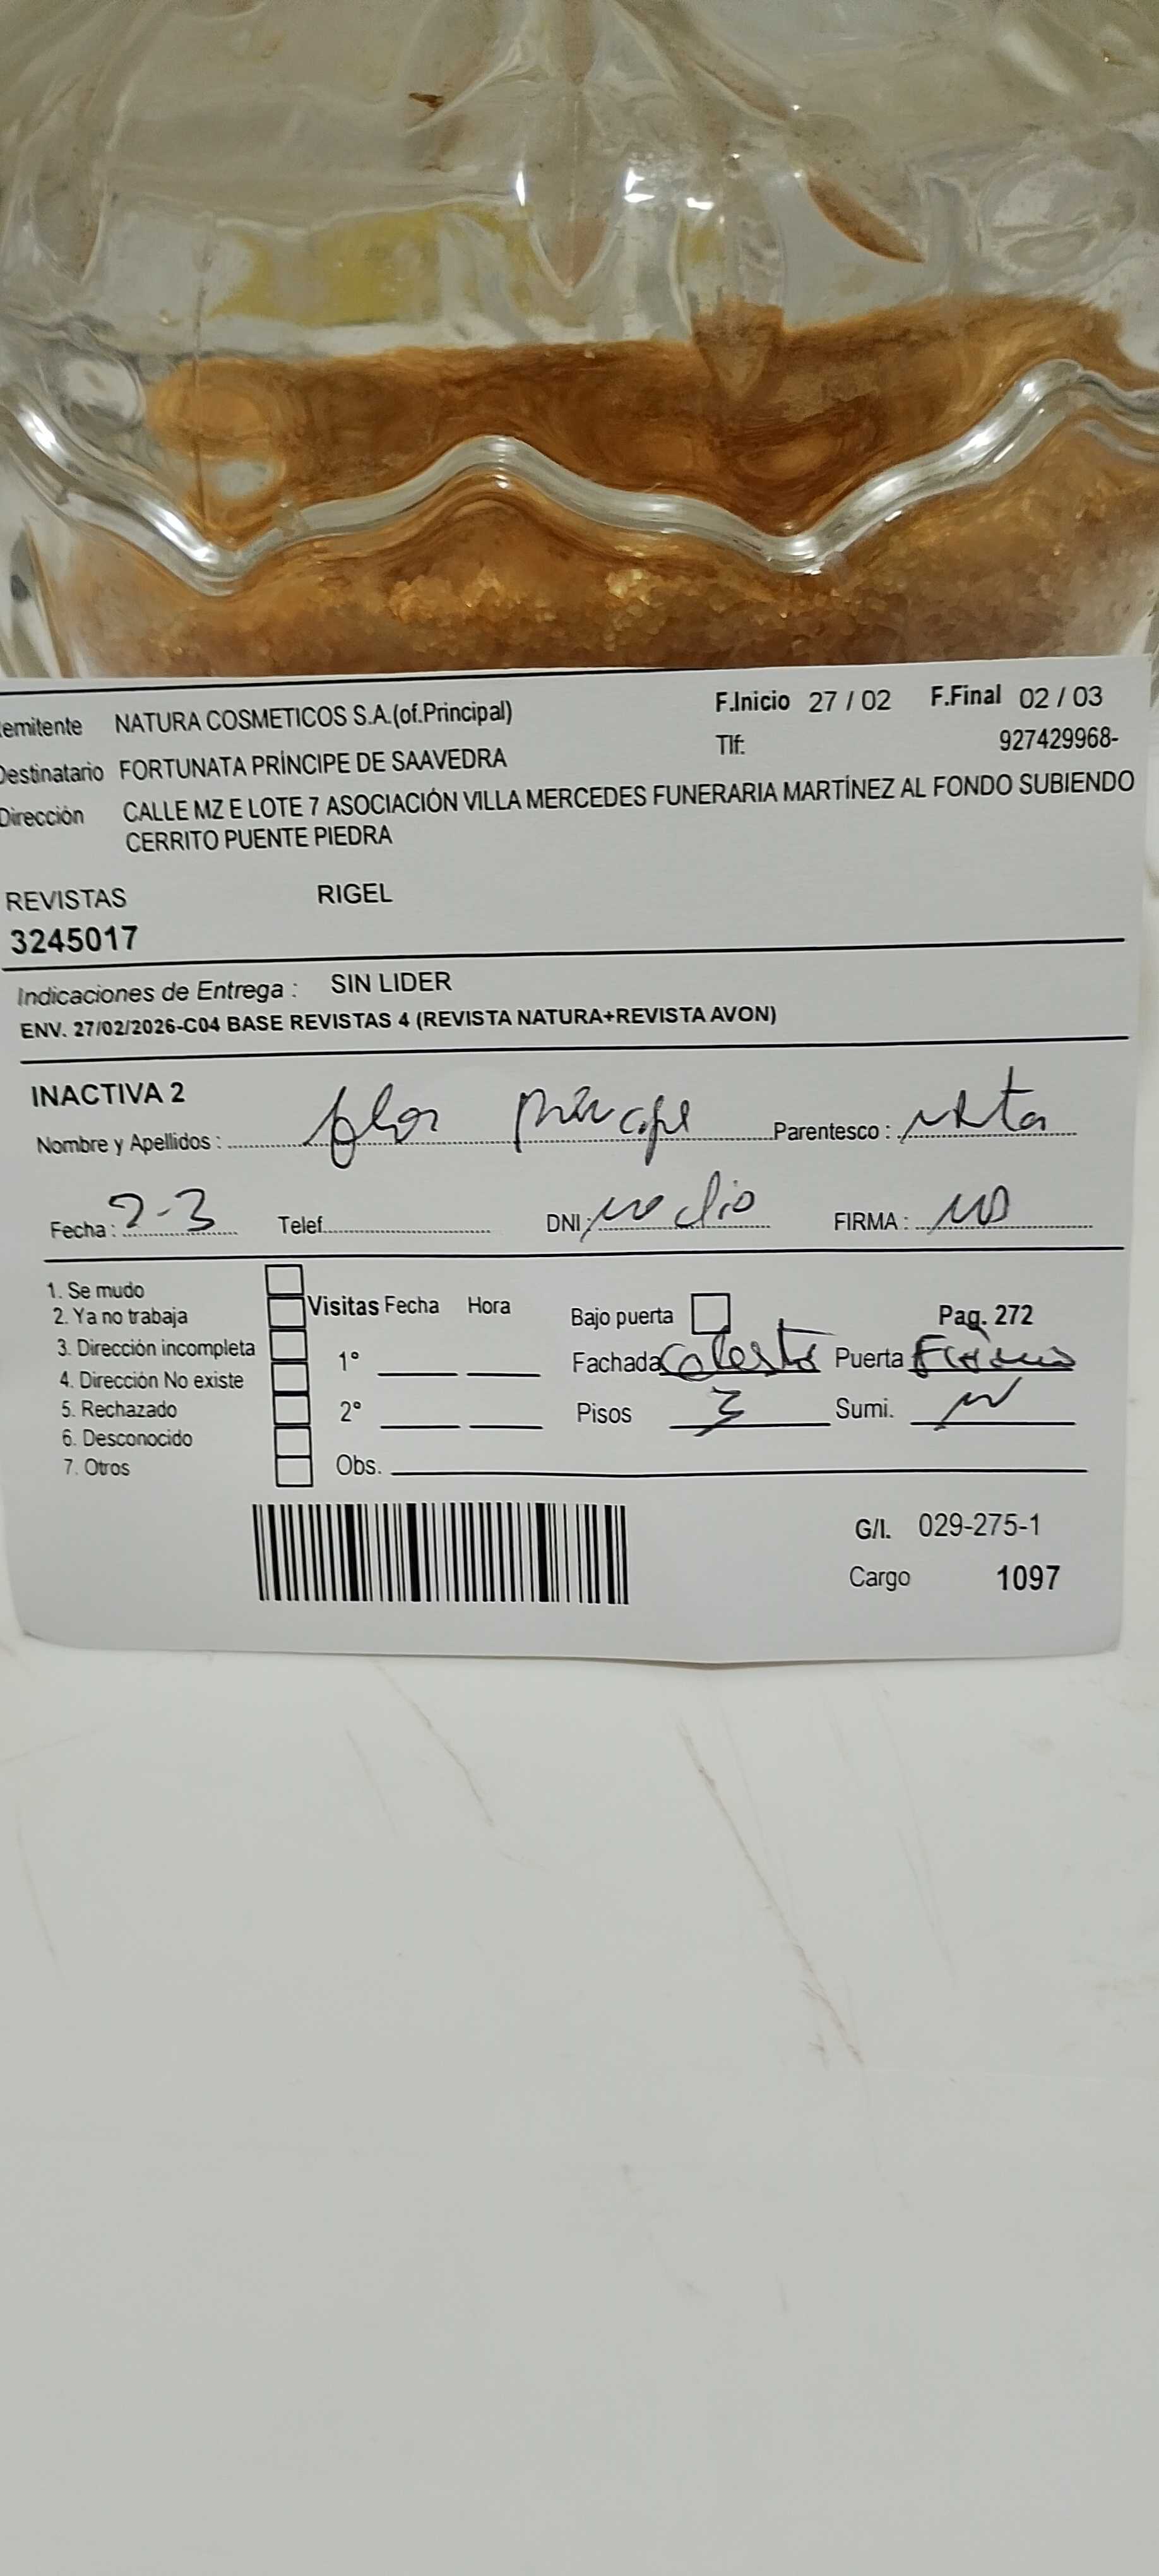 emitente NATURA COSMETICOS S.A.(of.Principal) F.Inicio 27 / 02 F.Final 02 / 03
Destinatario FORTUNATA PRÍNCIPE DE SAAVEDRA Tlf: 927429968-
Dirección CALLE MZ E LOTE 7 ASOCIACIÓN VILLA MERCEDES FUNERARIA MARTÍNEZ AL FONDO SUBIENDO
CERRITO PUENTE PIEDRA
REVISTAS RIGEL
3245017
Indicaciones de Entrega : SIN LIDER
ENV. 27/02/2026-C04 BASE REVISTAS 4 (REVISTA NATURA+REVISTA AVON)
INACTIVA 2
Nombre y Apellidos : flor principe Parentesco : nieta
Fecha : 2-3 Telef. DNI : no dio FIRMA :
1. Se mudo
2. Ya no trabaja Visitas Fecha Hora Bajo puerta Pag. 272
3. Dirección incompleta 1° Fachada Celeste Puerta
4. Dirección No existe
5. Rechazado 2° Pisos 3 Sumi.
6. Desconocido
7. Otros Obs.
G/I. 029-275-1
Cargo 1097